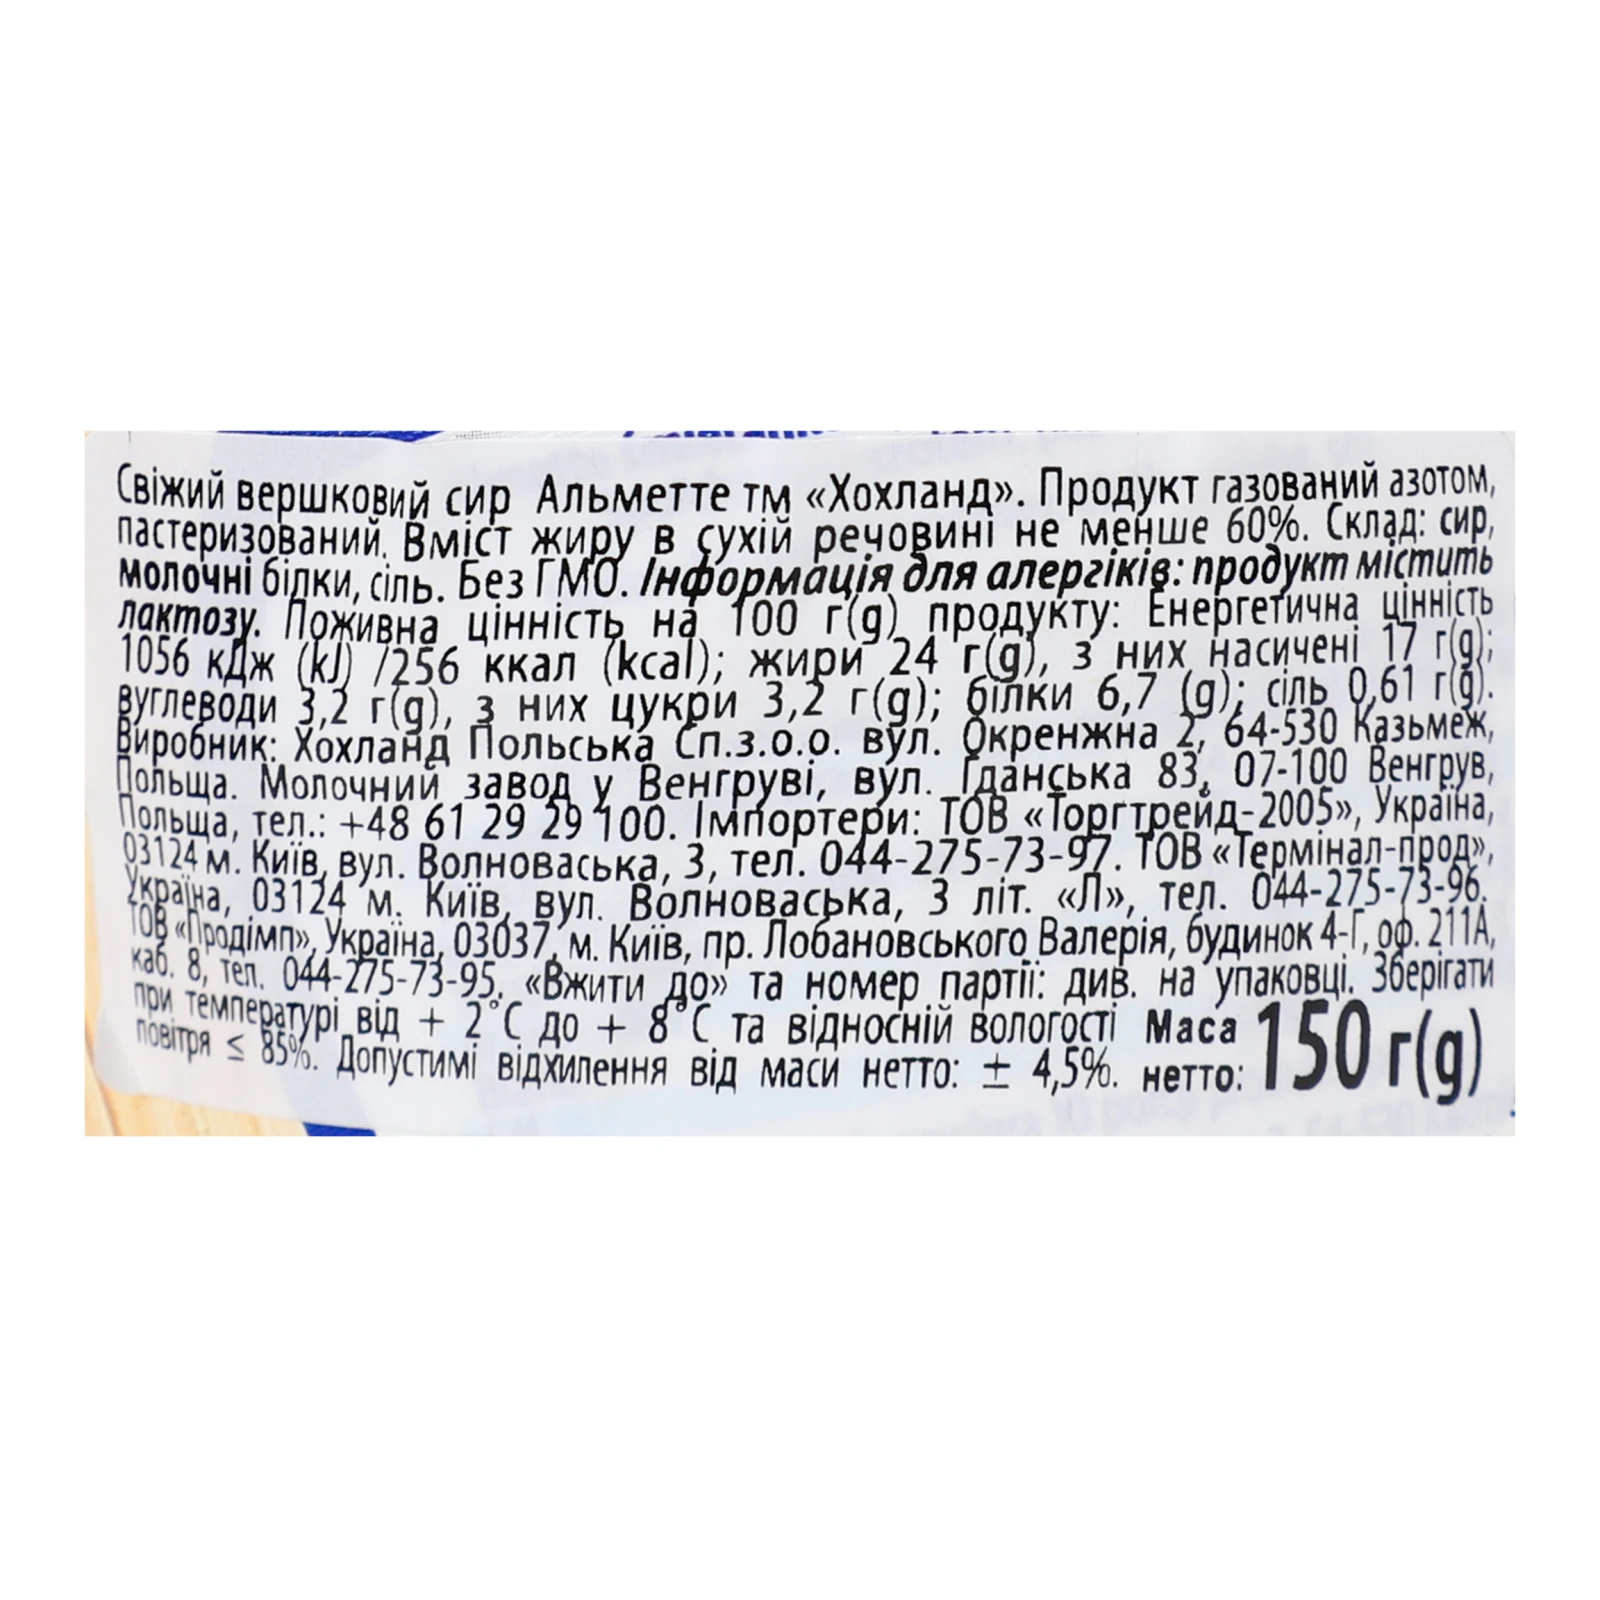 Свіжий вершковий сир Альметте тм «Хохланд». Продукт газований азотом,
пастеризований. Вміст жиру в сухій речовині не менше 60%. Склад: сир,
молочні білки, сіль. Без ГМО. Інформація для алергіків: продукт містить
лактозу. Поживна цінність на 100 г(g) продукту: Енергетична цінність
1056 кДж (kJ) /256 ккал (kcal); жири 24 г(g), з них насичені 17 г(g);
вуглеводи 3,2 г(g), з них цукри 3,2 г(g); білки 6,7 (g); сіль 0,61 г(g).
Виробник: Хохланд Польська Сп.з.о.о. вул. Окренжна 2, 64-530 Казьмеж,
Польща. Молочний завод у Венгруві, вул. Гданська 83, 07-100 Венгрув,
Польща, тел.: +48 61 29 29 100. Імпортери: ТОВ «Торгтрейд-2005», Україна,
03124 м. Київ, вул. Волноваська, 3, тел. 044-275-73-97. ТОВ «Термінал-прод»,
Україна, 03124 м. Київ, вул. Волноваська, 3 літ. «Л», тел. 044-275-73-96.
ТОВ «Продімп», Україна, 03037, м. Київ, пр. Лобановського Валерія, будинок 4-Г, оф. 211А,
каб. 8, тел. 044-275-73-95. «Вжити до» та номер партії: див. на упаковці. Зберігати
при температурі від + 2°С до + 8°С та відносній вологості
повітря ≤ 85%. Допустимі відхилення від маси нетто: ± 4,5%.
Маса нетто: 150 г(g)